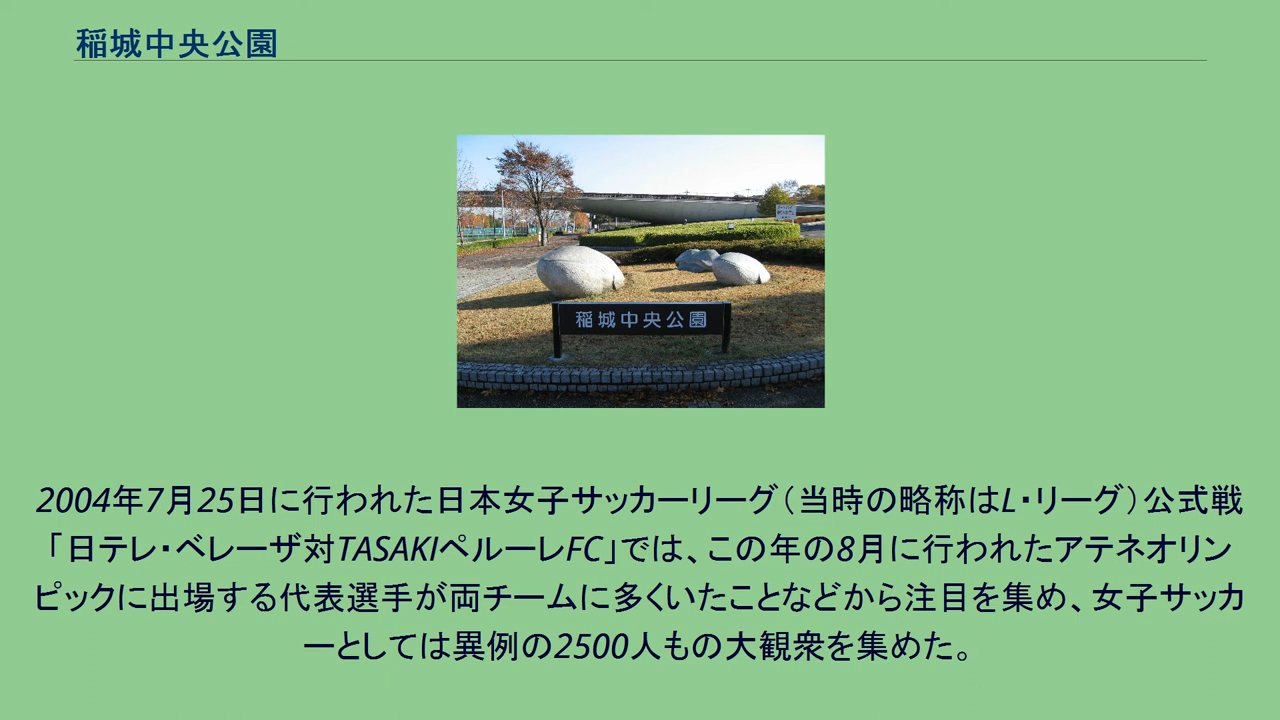 稲城中央公園
稲城中央公園
2004年7月25日に行われた日本女子サッカーリーグ（当時の略称はL・リーグ）公式戦
「日テレ・ベレーザ対TASAKIペルーレFC」では、この年の8月に行われたアテネオリン
ピックに出場する代表選手が両チームに多くいたことなどから注目を集め、女子サッカ
ーとしては異例の2500人もの大観衆を集めた。